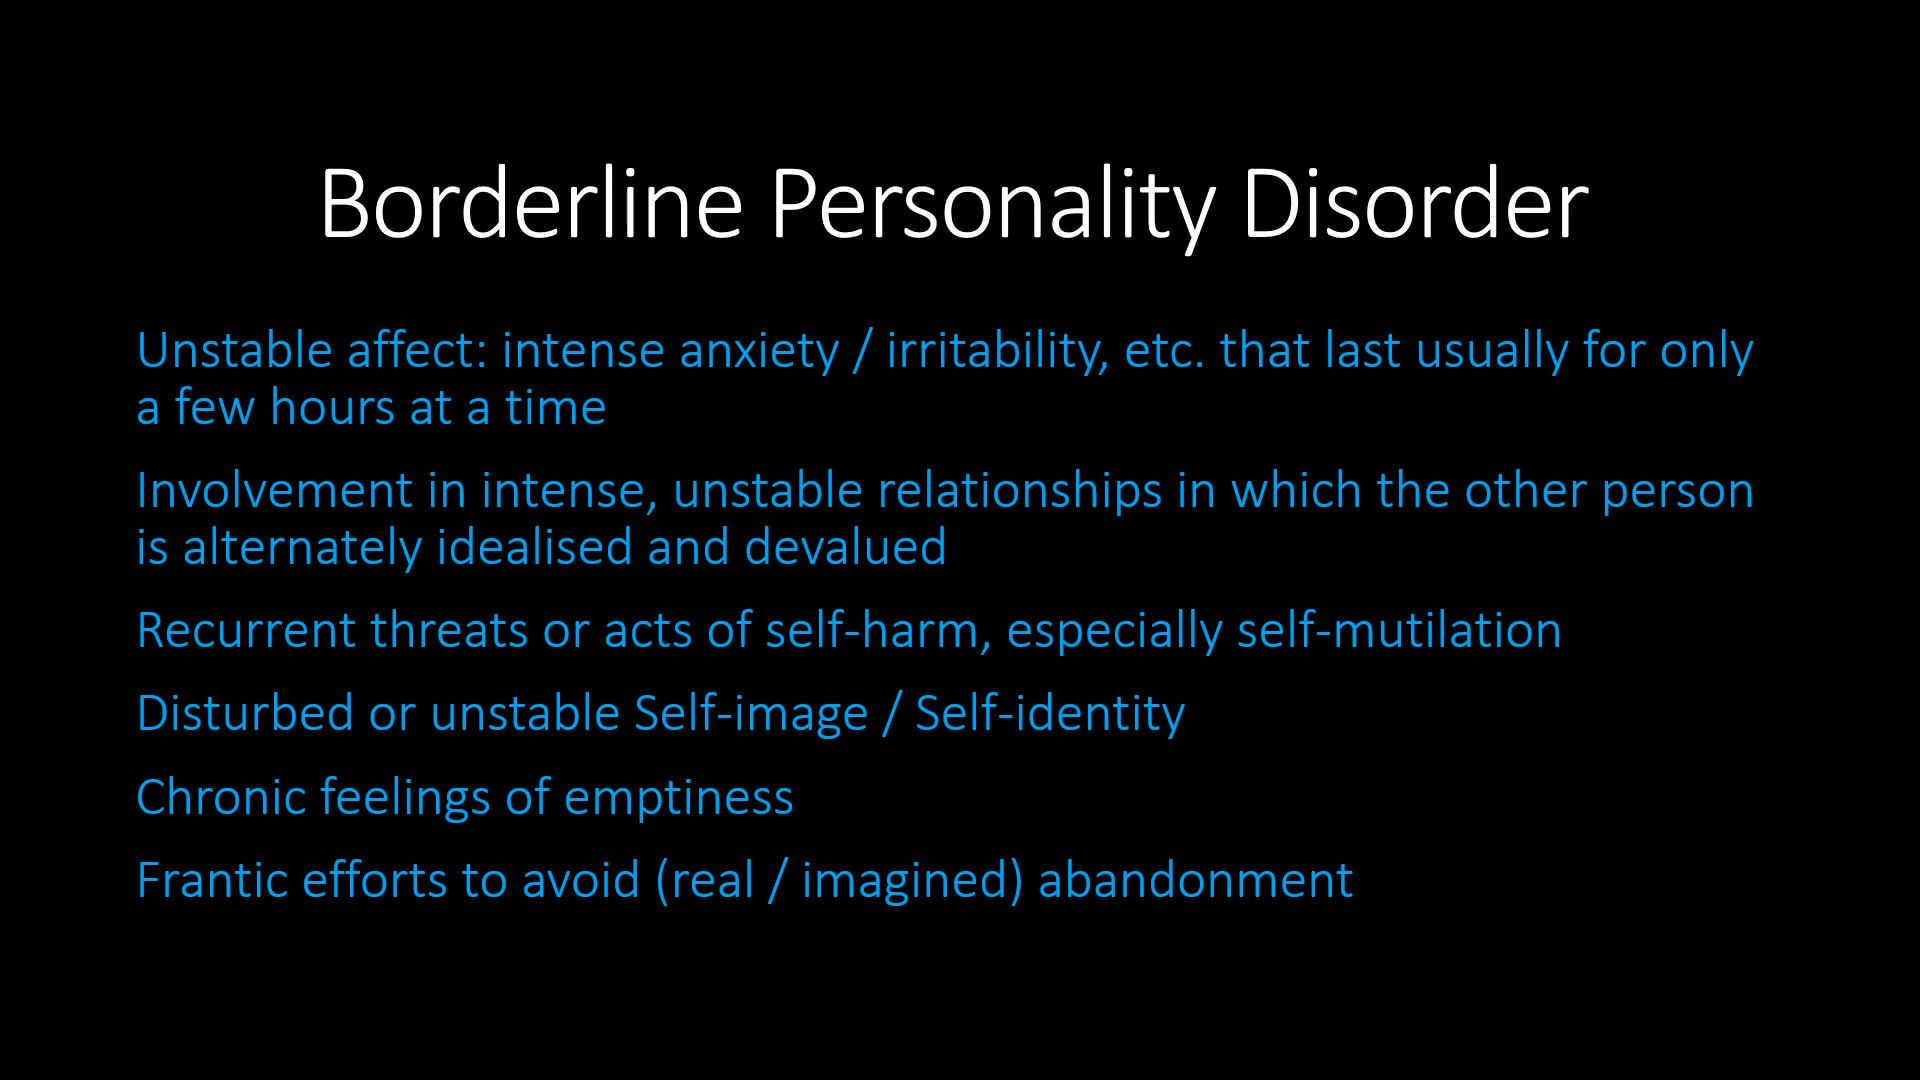 Borderline Personality Disorder
Unstable affect: intense anxiety / irritability, etc. that last usually for only
a few hours at a time
Involvement in intense, unstable relationships in which the other person
is alternately idealised and devalued
Recurrent threats or acts of self-harm, especially self-mutilation
Disturbed or unstable Self-image / Self-identity
Chronic feelings of emptiness
Frantic efforts to avoid (real / imagined) abandonment